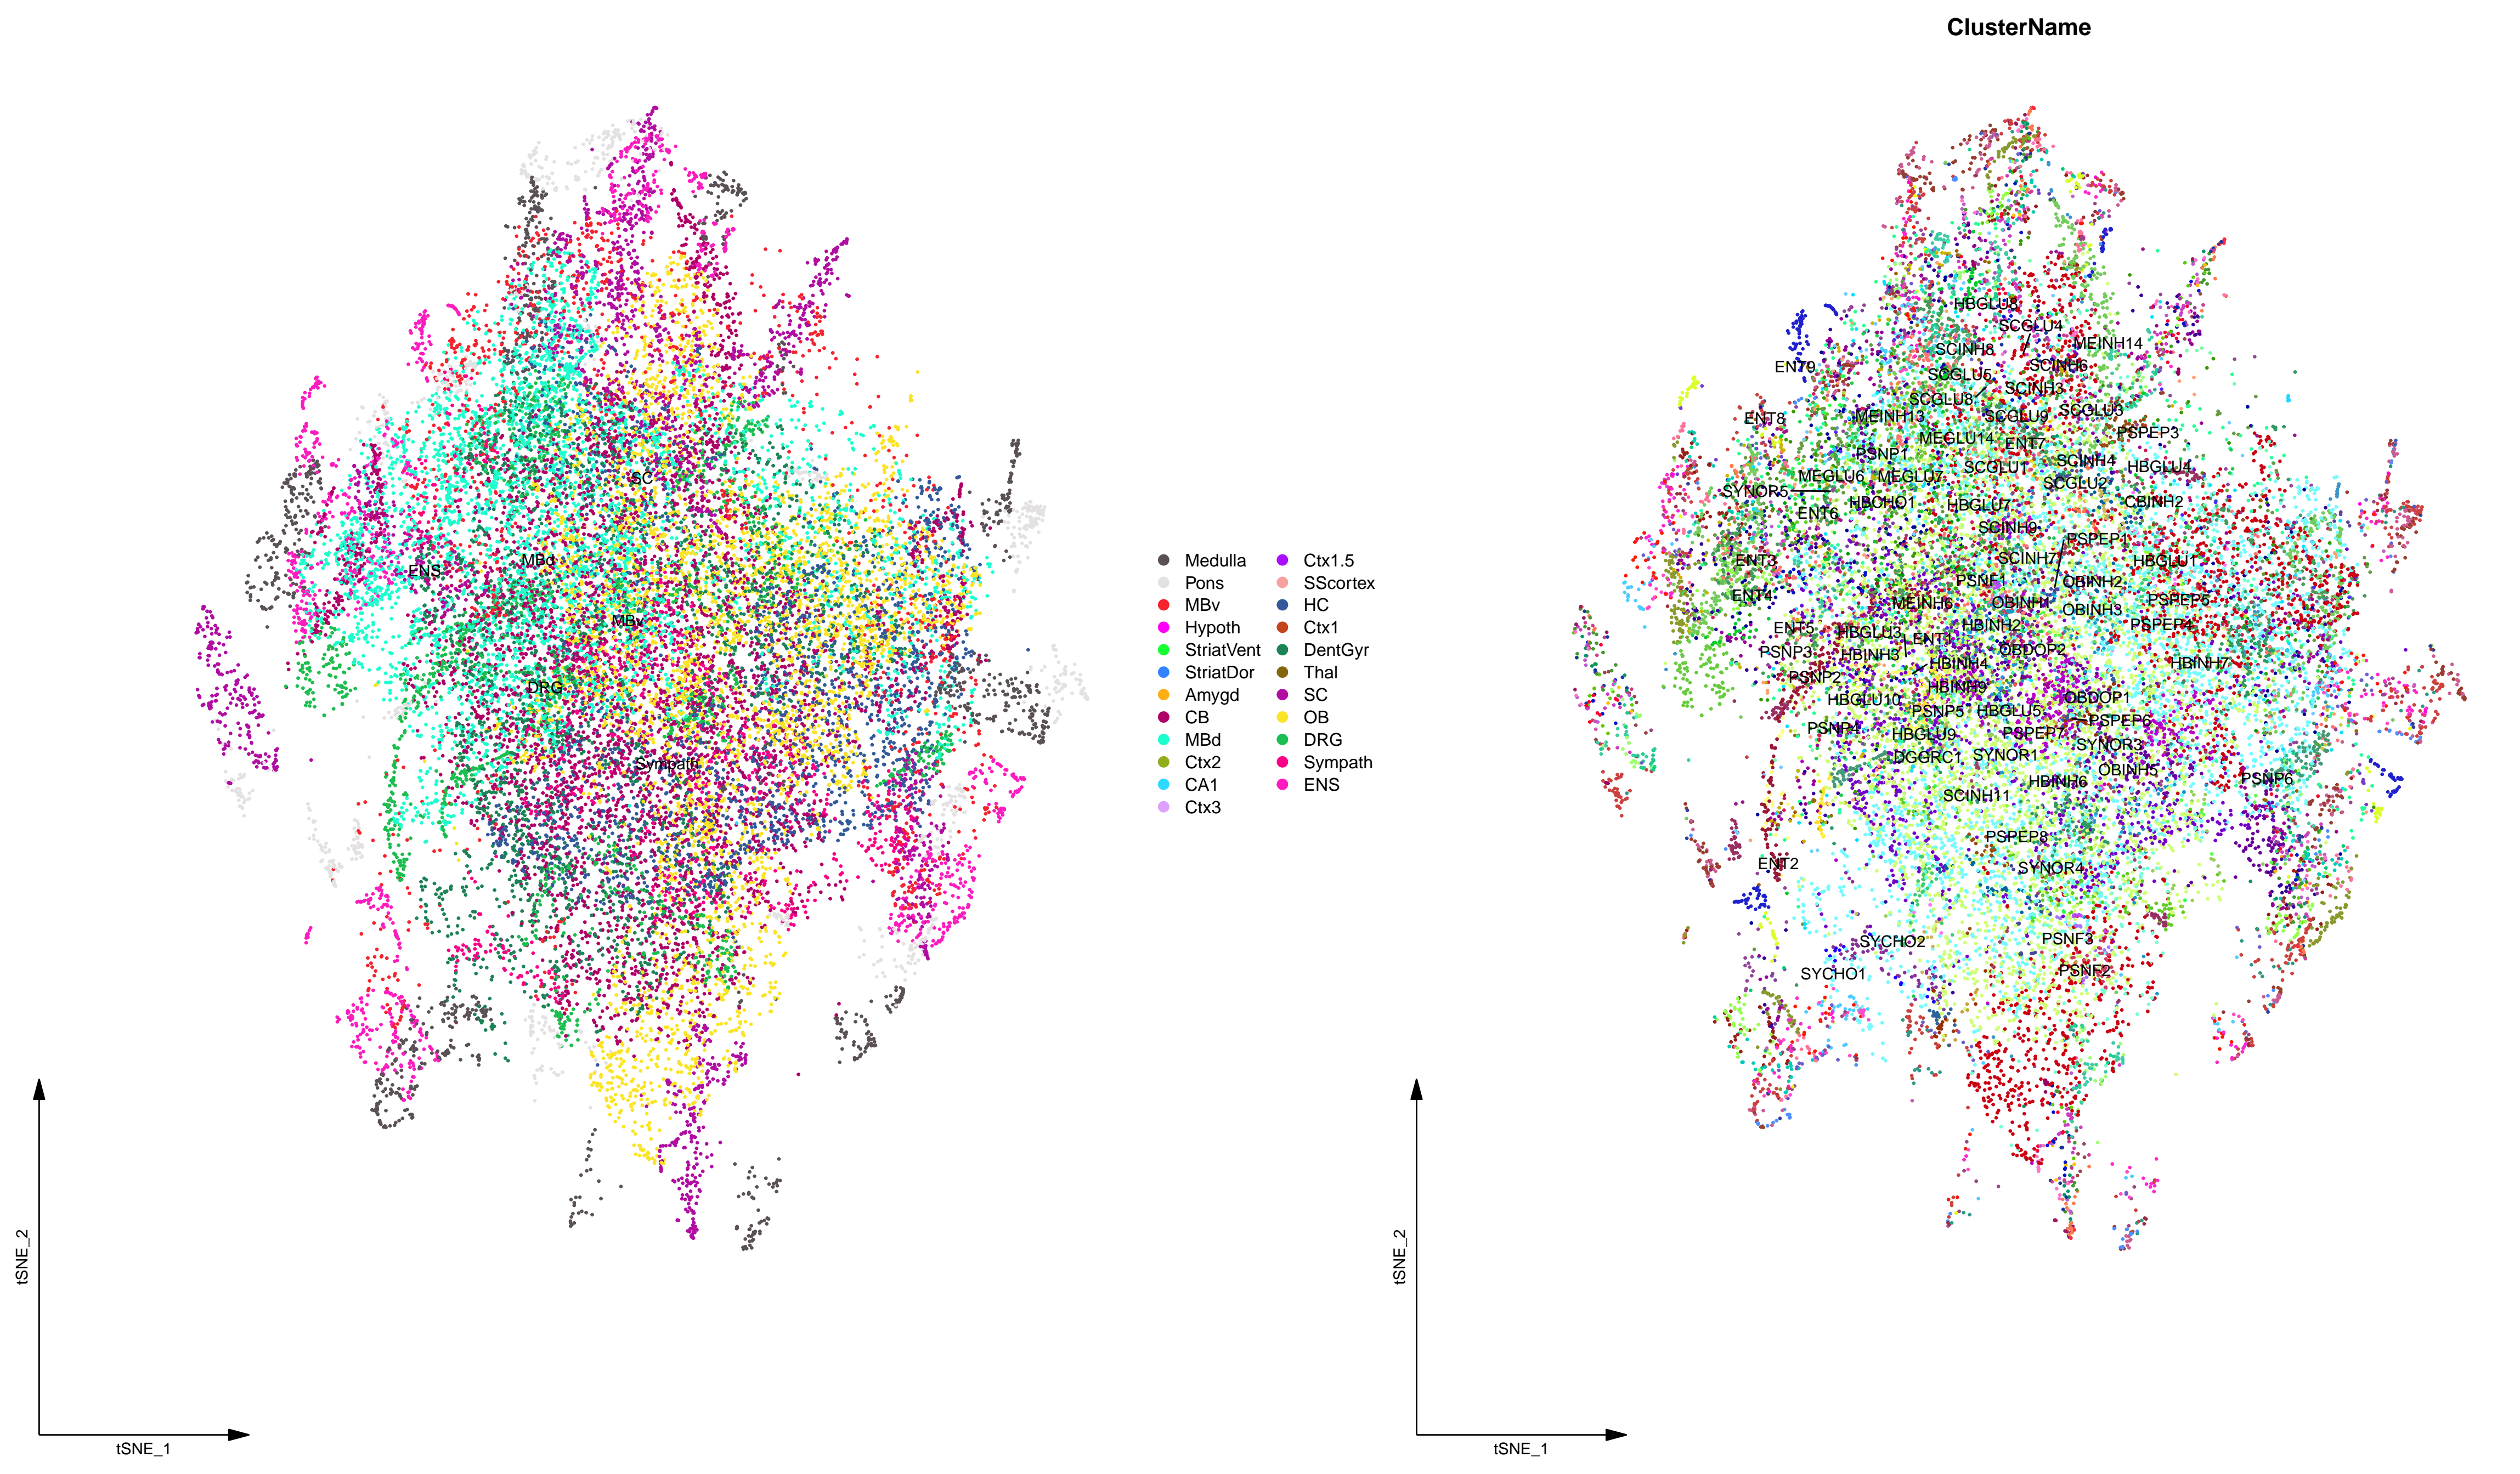 ClusterName
SC
MBd
ENS
MBv
DRG
Sympath
tSNE_2
tSNE_1
Medulla
Pons
MBv
Hypoth
StriatVent
StriatDor
Amygd
CB
MBd
Ctx2
CA1
Ctx3
Ctx1.5
SScortex
HC
Ctx1
DentGyr
Thal
SC
OB
DRG
Sympath
ENS
HBGLU8
SCGLU4
MEINH14
SCINH8
SCINH6
EN79
SCGLU5
SCINH3
SCGLU8
SCGLU3
ENT8
MEINH13
SCGLU9
PSPEP3
MEGLU14
ENT7
PSNP1
SCINH4
HBGLU4
SCGLU1
MEGLU6
MEGLU7
SCGLU2
SYNOR5
HBCHO1
HBGLU7
CBINH2
ENT6
SCINH9
PSPEP1
ENT3
SCINH7
HBGLU1
PSNF1
OBINH2
ENT4
MEINH6
OBINH1
OBINH3
PSPEP5
ENT5
HBGLU3
HBINH2
PSPEP4
ENT1
PSNP3
HBINH3
OBDOP2
HBINH4
HBINH7
PSNP2
HBINH9
HBGLU10
OBDOP1
PSNP5
HBGLU5
PSPEP6
PSNP4
HBGLU9
PSPEP7
SYNOR3
DGGRC1
SYNOR1
OBINH5
HBINH6
PSNP6
SCINH11
PSPEP8
ENT2
SYNOR4
SYCHO2
PSNF3
SYCHO1
PSNF2
tSNE_2
tSNE_1